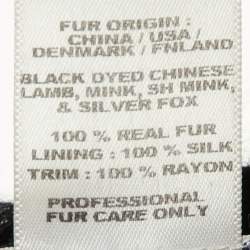 FUR ORIGIN :
CHINA / USA /
DENMARK / FNLAND
BLACK DYED CHINESE
LAMB, MINK, SH MINK,
& SILVER FOX
100 % REAL FUR
LINING : 100 % SILK
TRIM : 100 % RAYON
PROFESSIONAL
FUR CARE ONLY